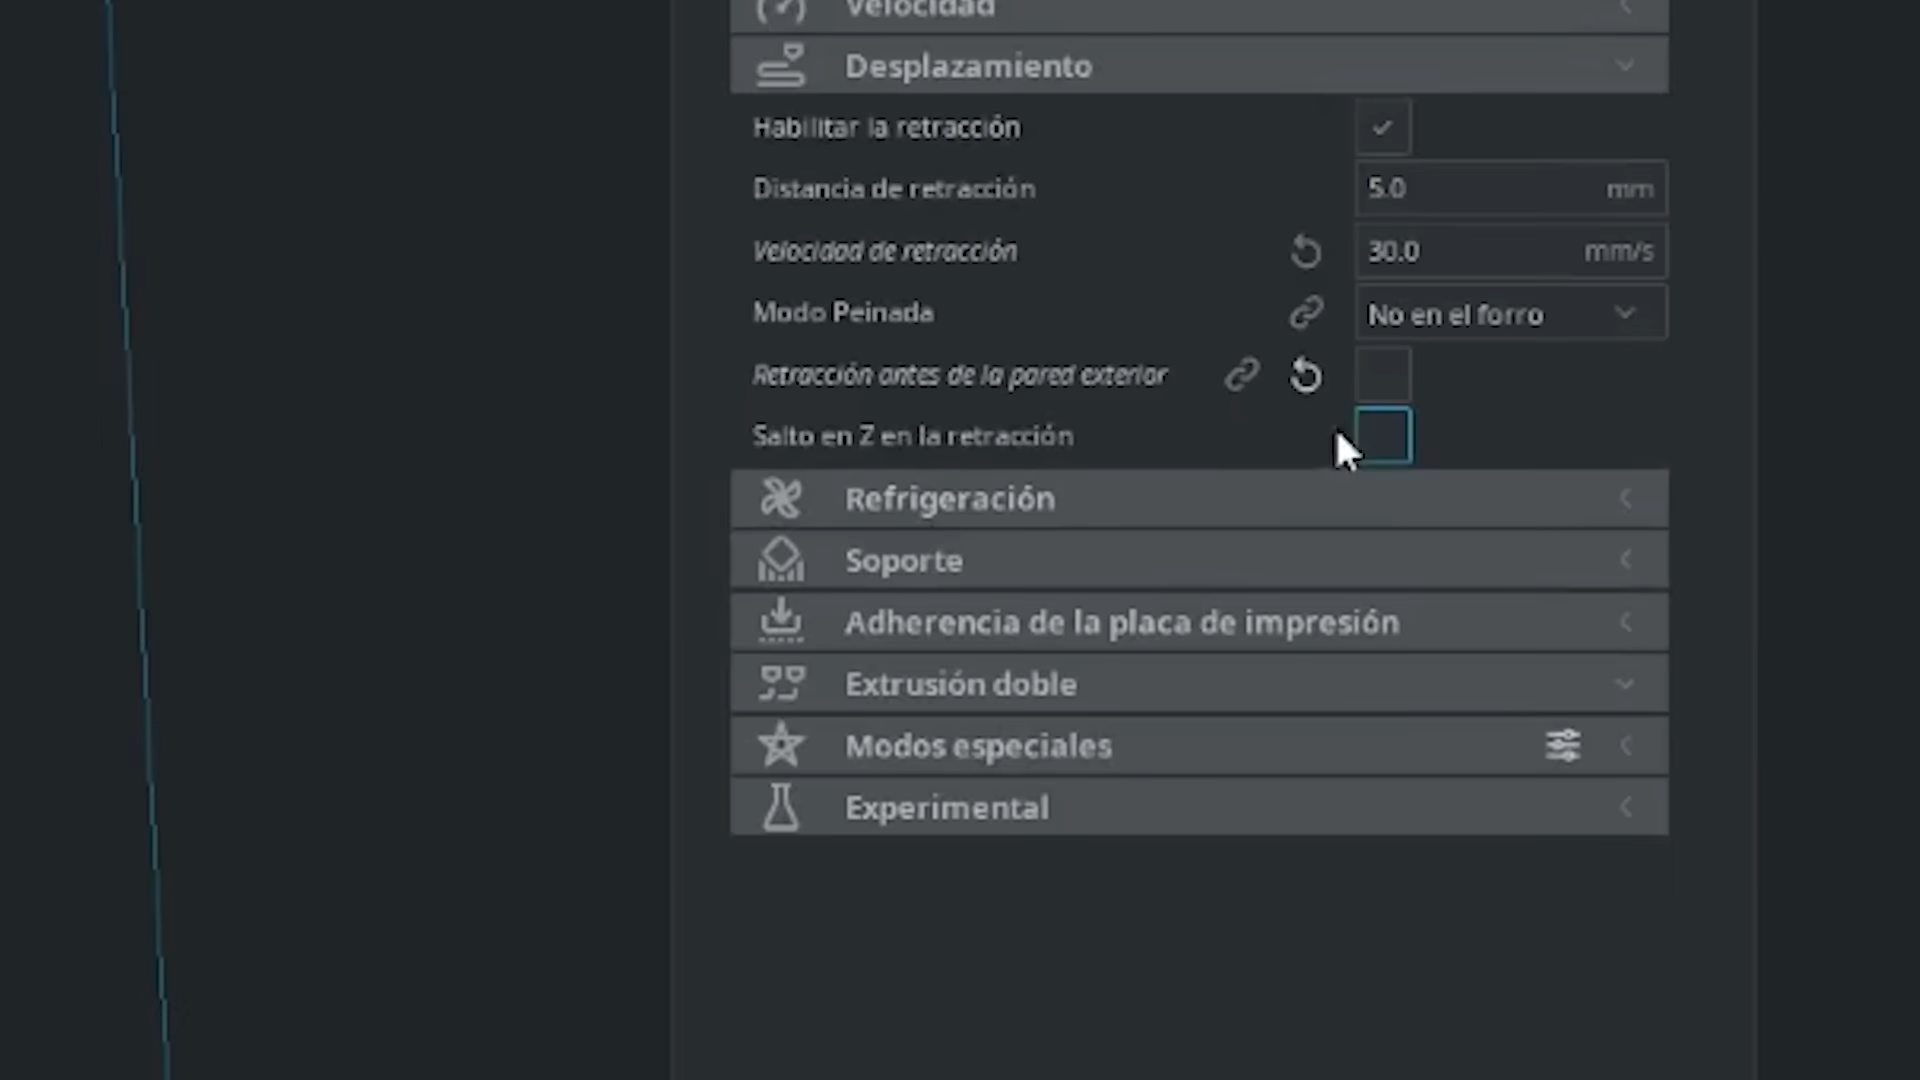 Velocidad
Desplazamiento
Habilitar la retracción
Distancia de retracción 5.0 mm
Velocidad de retracción 30.0 mm/s
Modo Peinada No en el forro
Retracción antes de la pared exterior
Salto en Z en la retracción
Refrigeración
Soporte
Adherencia de la placa de impresión
Extrusión doble
Modos especiales
Experimental